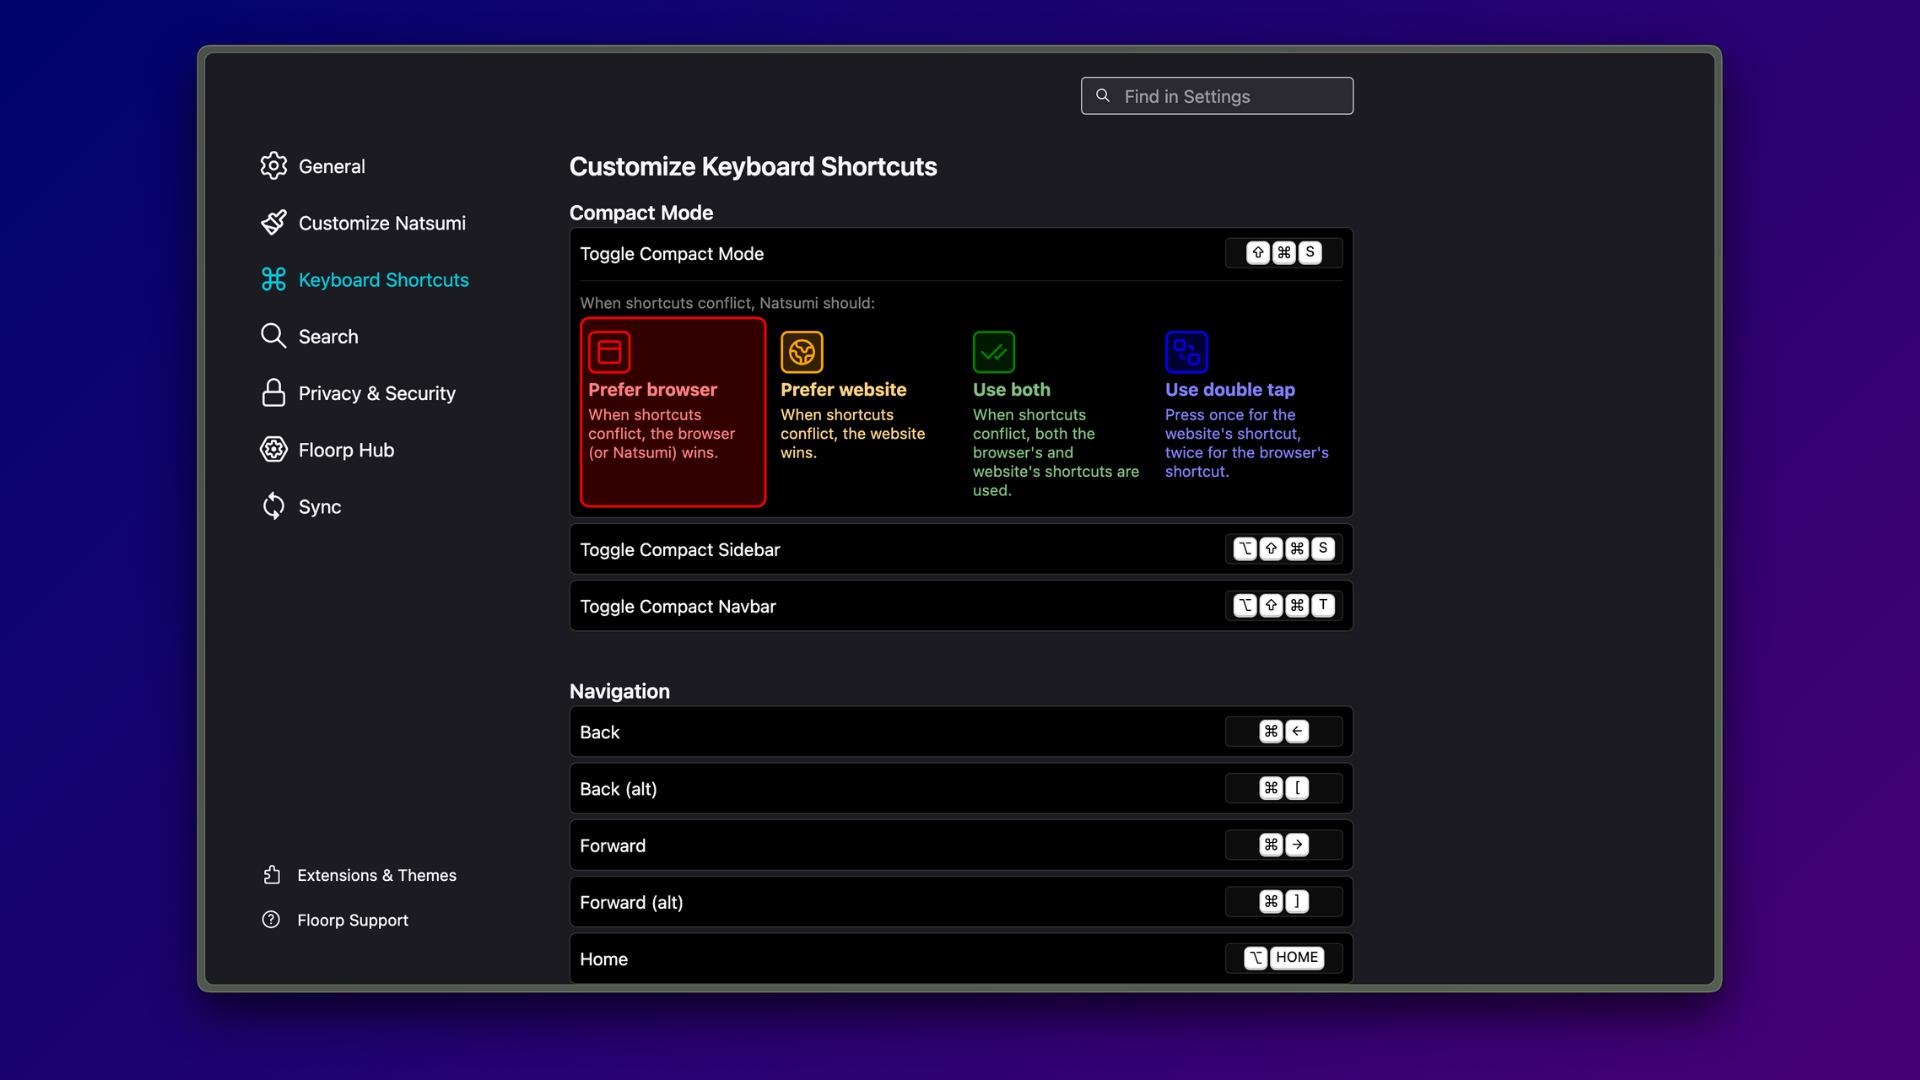 Find in Settings
General
Customize Natsumi
Keyboard Shortcuts
Search
Privacy & Security
Floorp Hub
Sync
Extensions & Themes
Floorp Support
Customize Keyboard Shortcuts
Compact Mode
Toggle Compact Mode ⇧ ⌘ S
When shortcuts conflict, Natsumi should:
Prefer browser
When shortcuts
conflict, the browser
(or Natsumi) wins.
Prefer website
When shortcuts
conflict, the website
wins.
Use both
When shortcuts
conflict, both the
browser's and
website's shortcuts are
used.
Use double tap
Press once for the
website's shortcut,
twice for the browser's
shortcut.
Toggle Compact Sidebar ⌥ ⇧ ⌘ S
Toggle Compact Navbar ⌥ ⇧ ⌘ T
Navigation
Back ⌘ ←
Back (alt) ⌘ [
Forward ⌘ →
Forward (alt) ⌘ ]
Home ⌥ HOME